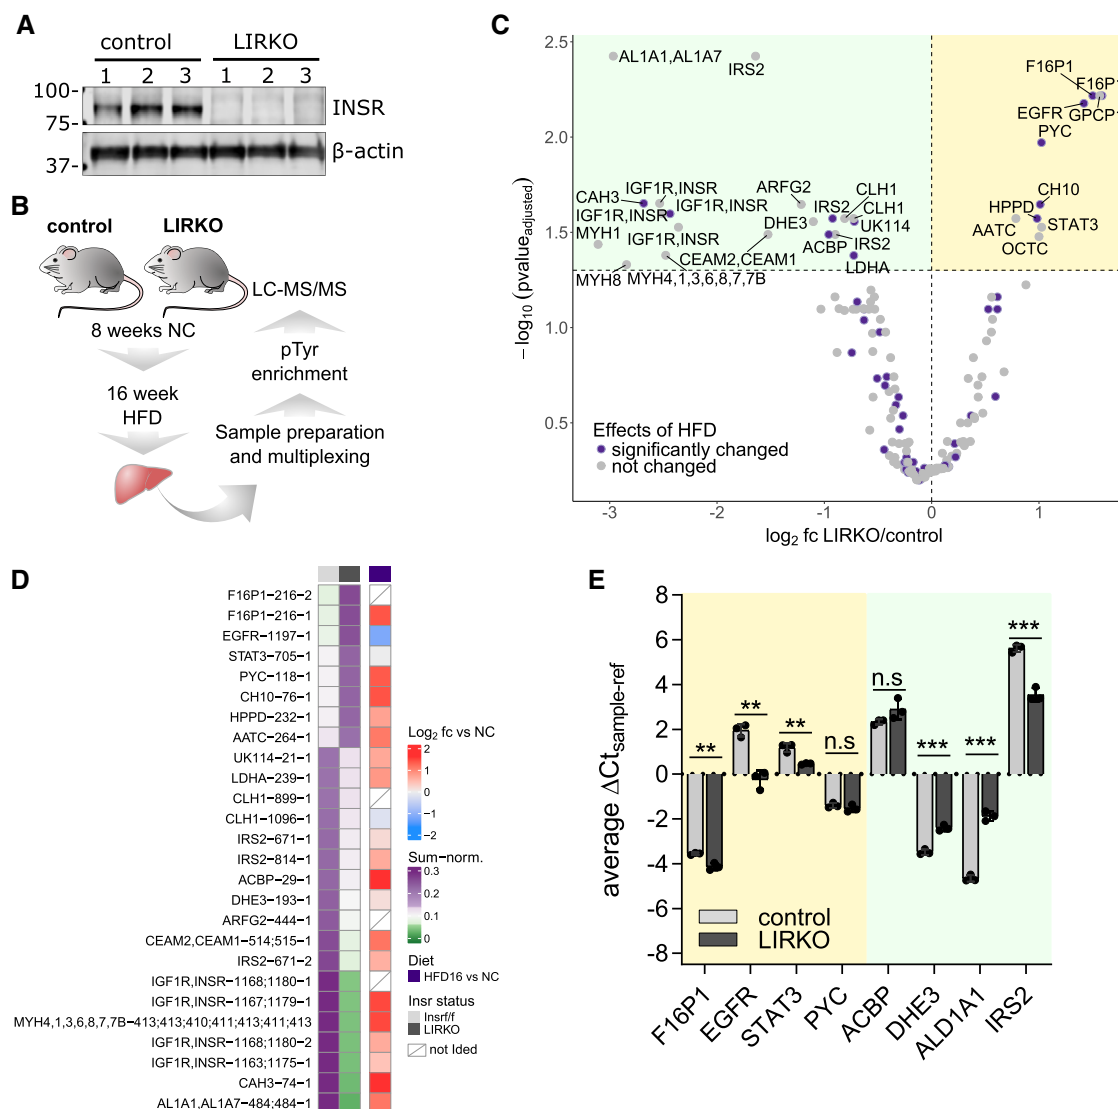 A
control
LIRKO
1 2 3 1 2 3
100-
75-
INSR
37-
β-actin
B
control
LIRKO
8 weeks NC
16 week
HFD
LC-MS/MS
pTyr
enrichment
Sample preparation
and multiplexing
C
2.5
2.0
1.5
1.0
0.5
− log10 (pvalueadjusted)
AL1A1,AL1A7
IRS2
F16P1
F16P
EGFR
GPCP
PYC
CAH3
IGF1R,INSR
IGF1R,INSR
IGF1R,INSR
MYH1
IGF1R,INSR
ARFG2
DHE3
IRS2
CLH1
CLH1
UK114
ACBP
IRS2
CEAM2,CEAM1
LDHA
MYH8
MYH4,1,3,6,8,7,7B
CH10
HPPD
AATC
STAT3
OCTC
Effects of HFD
significantly changed
not changed
-3 -2 -1 0 1
log2 fc LIRKO/control
D
F16P1−216−2
F16P1−216−1
EGFR−1197−1
STAT3−705−1
PYC−118−1
CH10−76−1
HPPD−232−1
AATC−264−1
UK114−21−1
LDHA−239−1
CLH1−899−1
CLH1−1096−1
IRS2−671−1
IRS2−814−1
ACBP−29−1
DHE3−193−1
ARFG2−444−1
CEAM2,CEAM1−514;515−1
IRS2−671−2
IGF1R,INSR−1168;1180−1
IGF1R,INSR−1167;1179−1
MYH4,1,3,6,8,7,7B−413;413;410;411;413;411;413
IGF1R,INSR−1168;1180−2
IGF1R,INSR−1163;1175−1
CAH3−74−1
AL1A1,AL1A7−484;484−1
Log2 fc vs NC
2
1
0
−1
−2
Sum−norm.
0.3
0.2
0.1
0
Diet
HFD16 vs NC
Insr status
Insrf/f
LIRKO
not Ided
E
average ΔCtsample-ref
8
6
4
2
0
-2
-4
-6
-8
** ** ** n.s n.s *** *** ***
control
LIRKO
F16P1
EGFR
STAT3
PYC
ACBP
DHE3
ALD1A1
IRS2